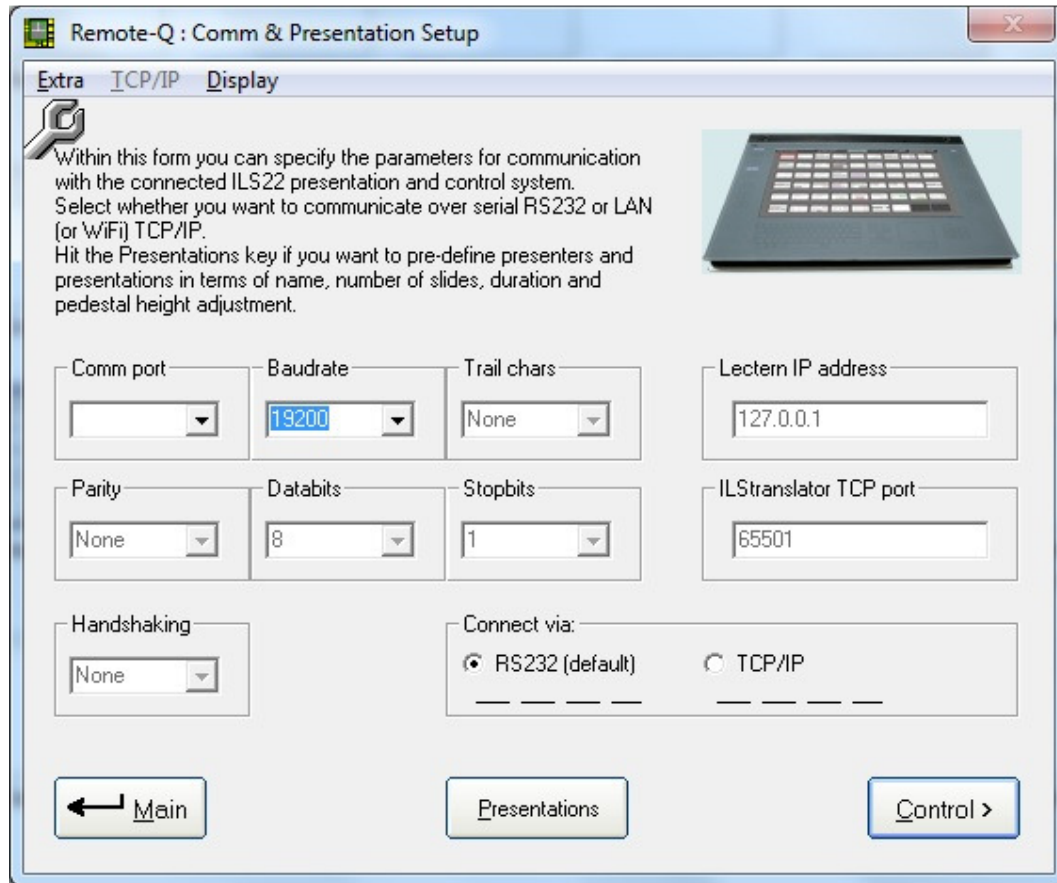 Remote-Q : Comm & Presentation Setup
Extra TCP/IP Display
Within this form you can specify the parameters for communication
with the connected ILS22 presentation and control system.
Select whether you want to communicate over serial RS232 or LAN
(or WiFi) TCP/IP.
Hit the Presentations key if you want to pre-define presenters and
presentations in terms of name, number of slides, duration and
pedestal height adjustment.
Comm port Baudrate Trail chars Lectern IP address
19200 None 127.0.0.1
Parity Databits Stopbits ILStranslator TCP port
None 8 1 65501
Handshaking Connect via:
None RS232 (default) TCP/IP
Main Presentations Control >